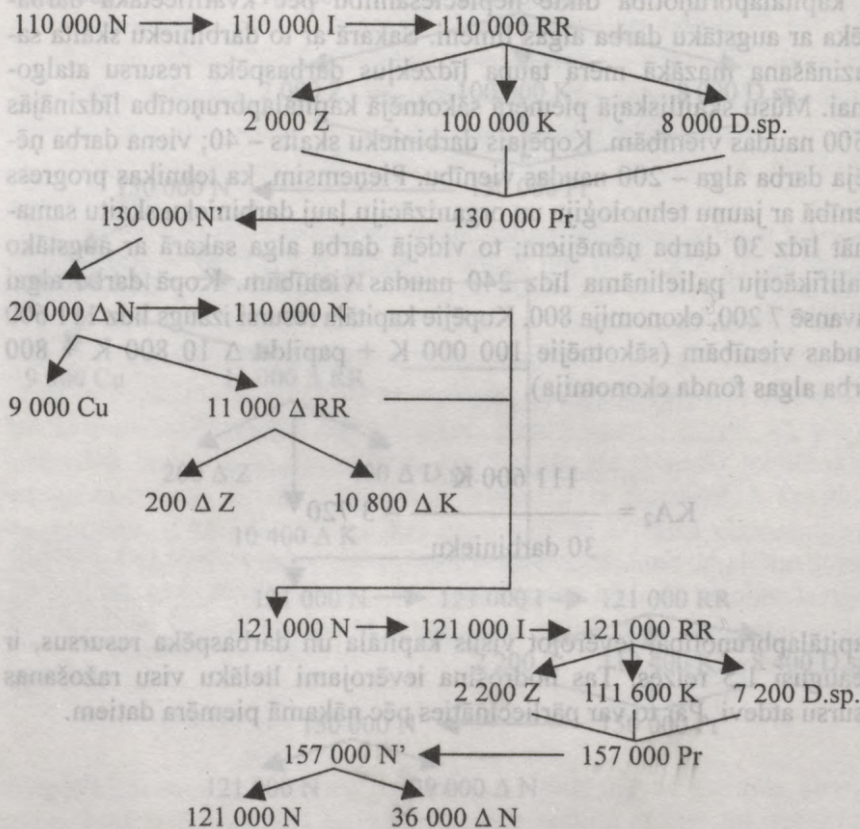 110 000 N → 110 000 I → 110 000 RR
2 000 Z 100 000 K 8 000 D.sp.
130 000 N' ← 130 000 Pr
20 000 Δ N → 110 000 N
9 000 Cu 11 000 Δ RR
200 Δ Z 10 800 Δ K
121 000 N → 121 000 I → 121 000 RR
2 200 Z 111 600 K 7 200 D.sp.
157 000 N' ← 157 000 Pr
121 000 N 36 000 Δ N